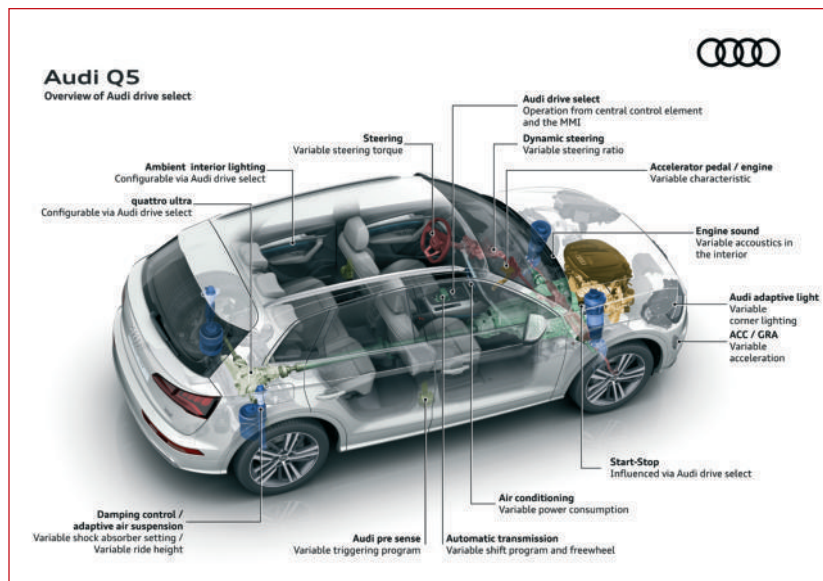 Audi Q5
Overview of Audi drive select
Audi drive select
Operation from central control element
and the MMI
Steering
Variable steering torque
Dynamic steering
Variable steering ratio
Ambient interior lighting
Configurable via Audi drive select
Accelerator pedal / engine
Variable characteristic
quattro ultra
Configurable via Audi drive select
Engine sound
Variable accoustics in
the interior
Audi adaptive light
Variable
corner lighting
ACC / GRA
Variable
acceleration
Start-Stop
Influenced via Audi drive select
Air conditioning
Variable power consumption
Damping control /
adaptive air suspension
Variable shock absorber setting /
Variable ride height
Audi pre sense
Variable triggering program
Automatic transmission
Variable shift program and freewheel